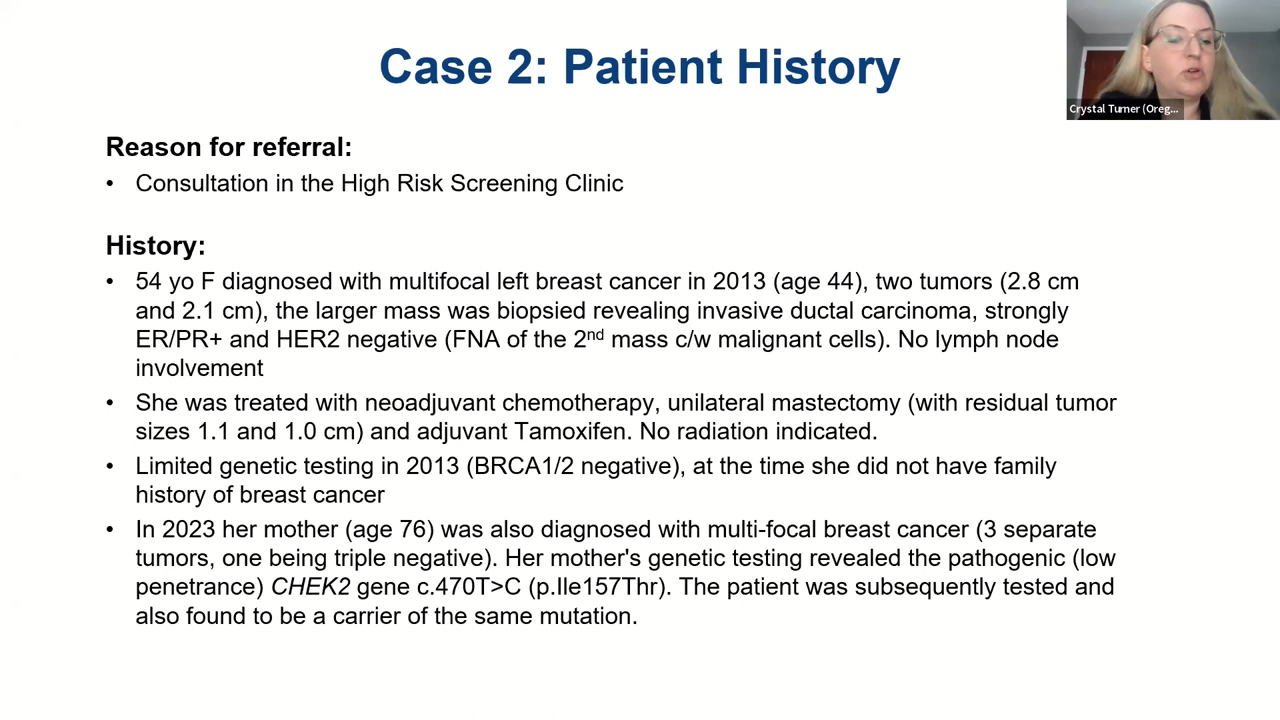 Case 2: Patient History
Crystal Turner (Oreg...
Reason for referral:
• Consultation in the High Risk Screening Clinic
History:
• 54 yo F diagnosed with multifocal left breast cancer in 2013 (age 44), two tumors (2.8 cm
and 2.1 cm), the larger mass was biopsied revealing invasive ductal carcinoma, strongly
ER/PR+ and HER2 negative (FNA of the 2nd mass c/w malignant cells). No lymph node
involvement
• She was treated with neoadjuvant chemotherapy, unilateral mastectomy (with residual tumor
sizes 1.1 and 1.0 cm) and adjuvant Tamoxifen. No radiation indicated.
• Limited genetic testing in 2013 (BRCA1/2 negative), at the time she did not have family
history of breast cancer
• In 2023 her mother (age 76) was also diagnosed with multi-focal breast cancer (3 separate
tumors, one being triple negative). Her mother's genetic testing revealed the pathogenic (low
penetrance) CHEK2 gene c.470T>C (p.Ile157Thr). The patient was subsequently tested and
also found to be a carrier of the same mutation.